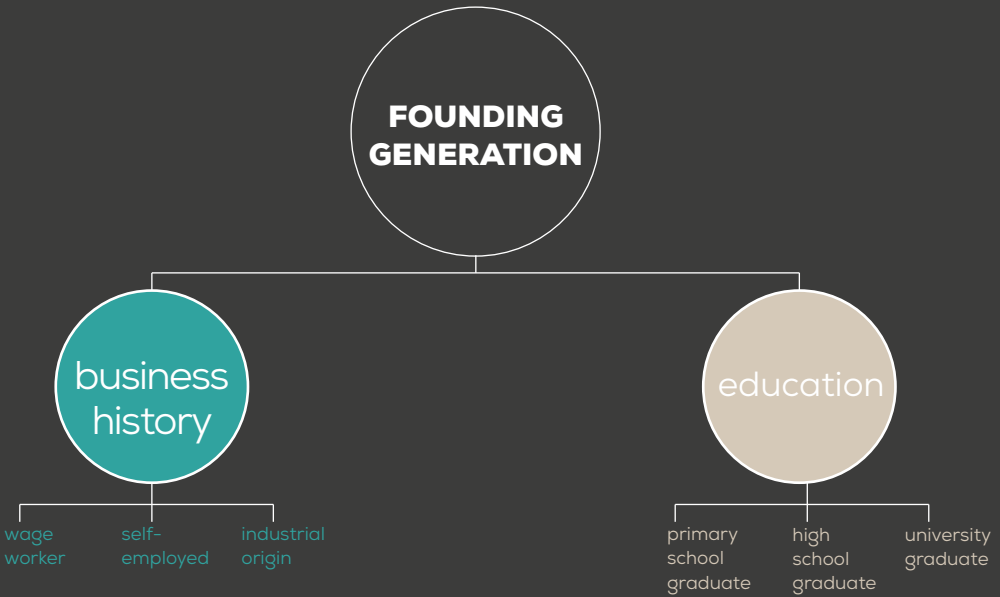 FOUNDING
GENERATION
business
history
education
wage
worker
self-
employed
industrial
origin
primary
school
graduate
high
school
graduate
university
graduate